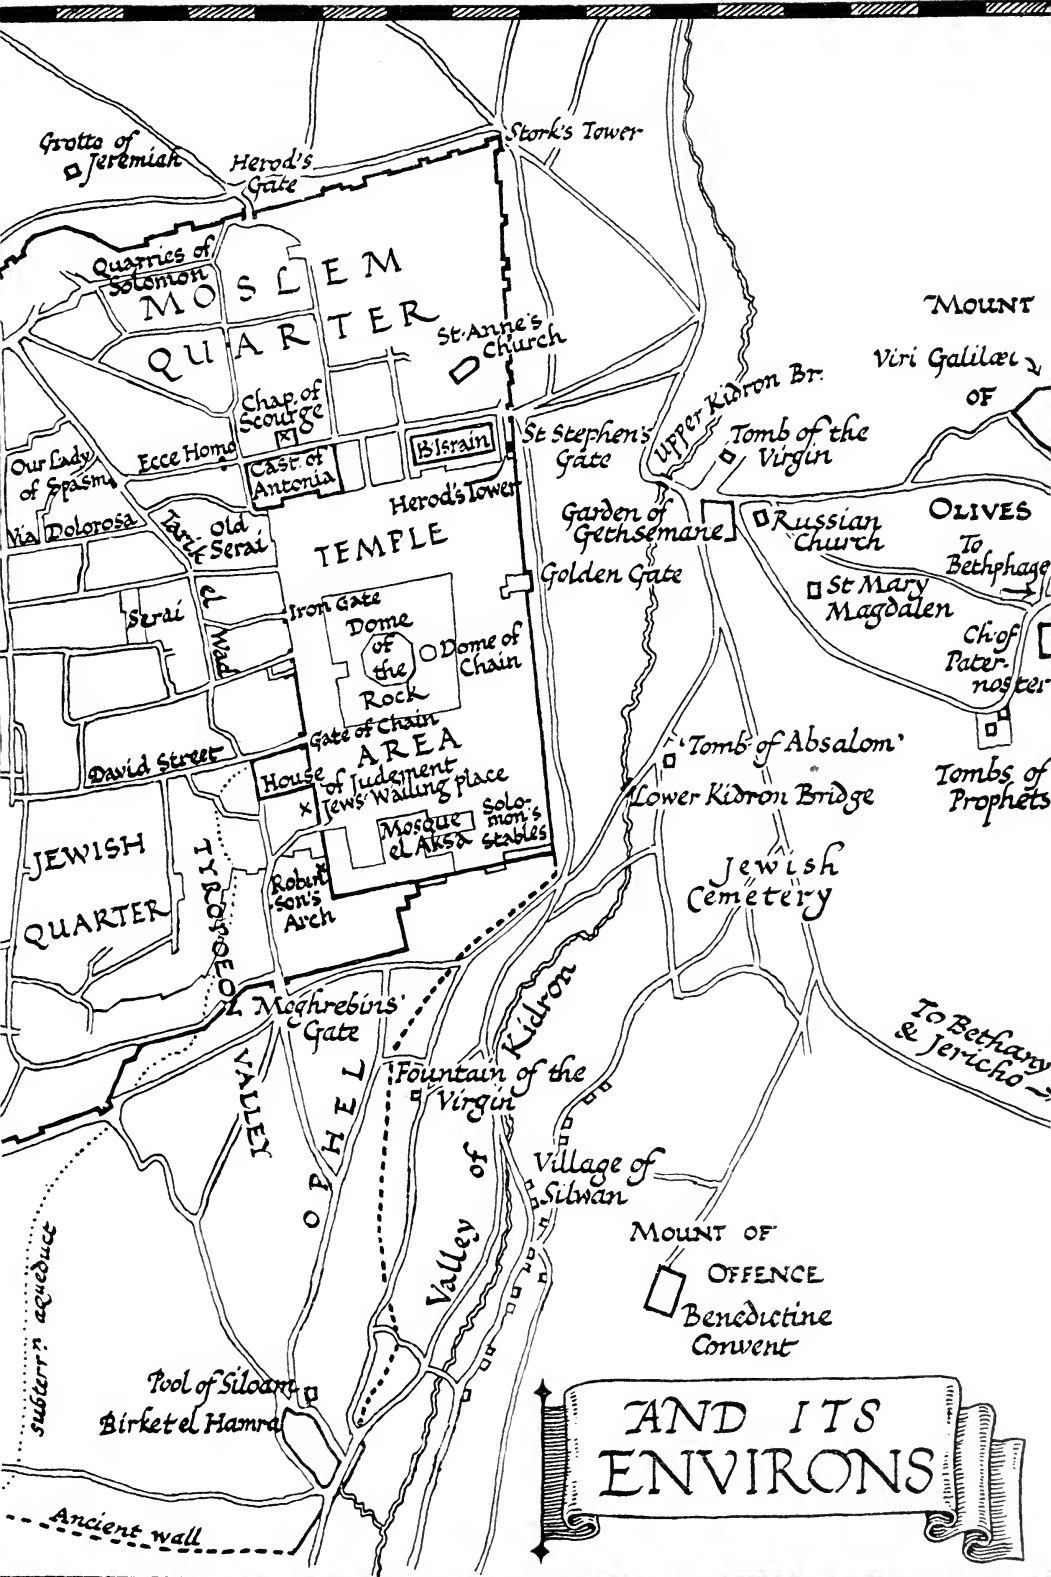 Grotto of
Jeremiah
Herod's
Gate
Stork's Tower
Quarries of
Solomon
MOSLEM
QUARTER
St. Anne's
Church
MOUNT
Viri Galilæi
OF
OLIVES
Upper Kidron Br.
Chap. of
Scourge
Ecce Homo
Our Lady
of Spasm
Cast. of
Antonia
B. Israin
St Stephen's
Gate
Tomb of the
Virgin
Herod's Tower
Via Dolorosa
Tarik
el
Wad
Old
Serai
TEMPLE
Garden of
Gethsemane
Russian
Church
To
Bethphage
Golden Gate
St Mary
Magdalen
Serai
Iron Gate
Dome
of
the
Rock
Dome of
Chain
Ch. of
Pater-
noster
Gate of Chain
AREA
David Street
House
of Judgment
Jews' Wailing Place
x
'Tomb of Absalom'
Tombs of
Prophets
Lower Kidron Bridge
Mosque
el Aksa
Solo-
mon's
Stables
JEWISH
QUARTER
TYROPOEON
VALLEY
Robin-
son's
Arch
Jewish
Cemetery
Moghrebins'
Gate
Valley of Kidron
To Bethany
& Jericho
OPHEL
Fountain of the
Virgin
Village of
Silwan
MOUNT OF
OFFENCE
Benedictine
Convent
subterrn aqueduct
Pool of Siloam
Birket el Hamra
Ancient wall
AND ITS
ENVIRONS